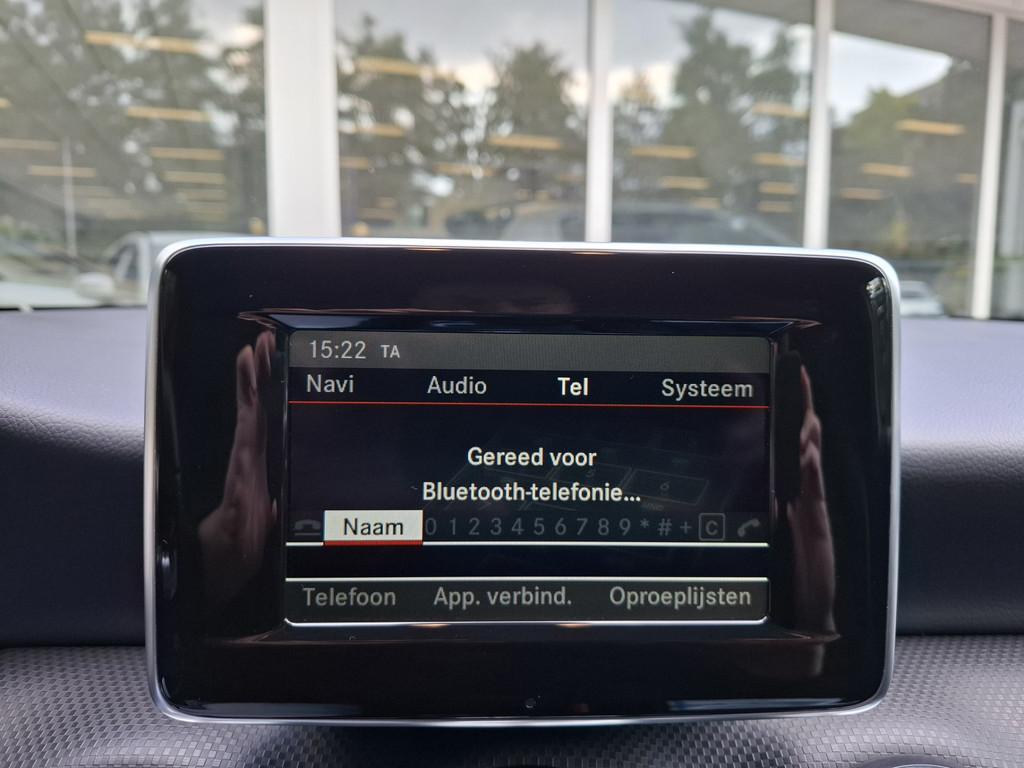 15:22 TA
Navi Audio Tel Systeem
Gereed voor
Bluetooth-telefonie...
Naam 0 1 2 3 4 5 6 7 8 9 * # + C
Telefoon App. verbind. Oproeplijsten